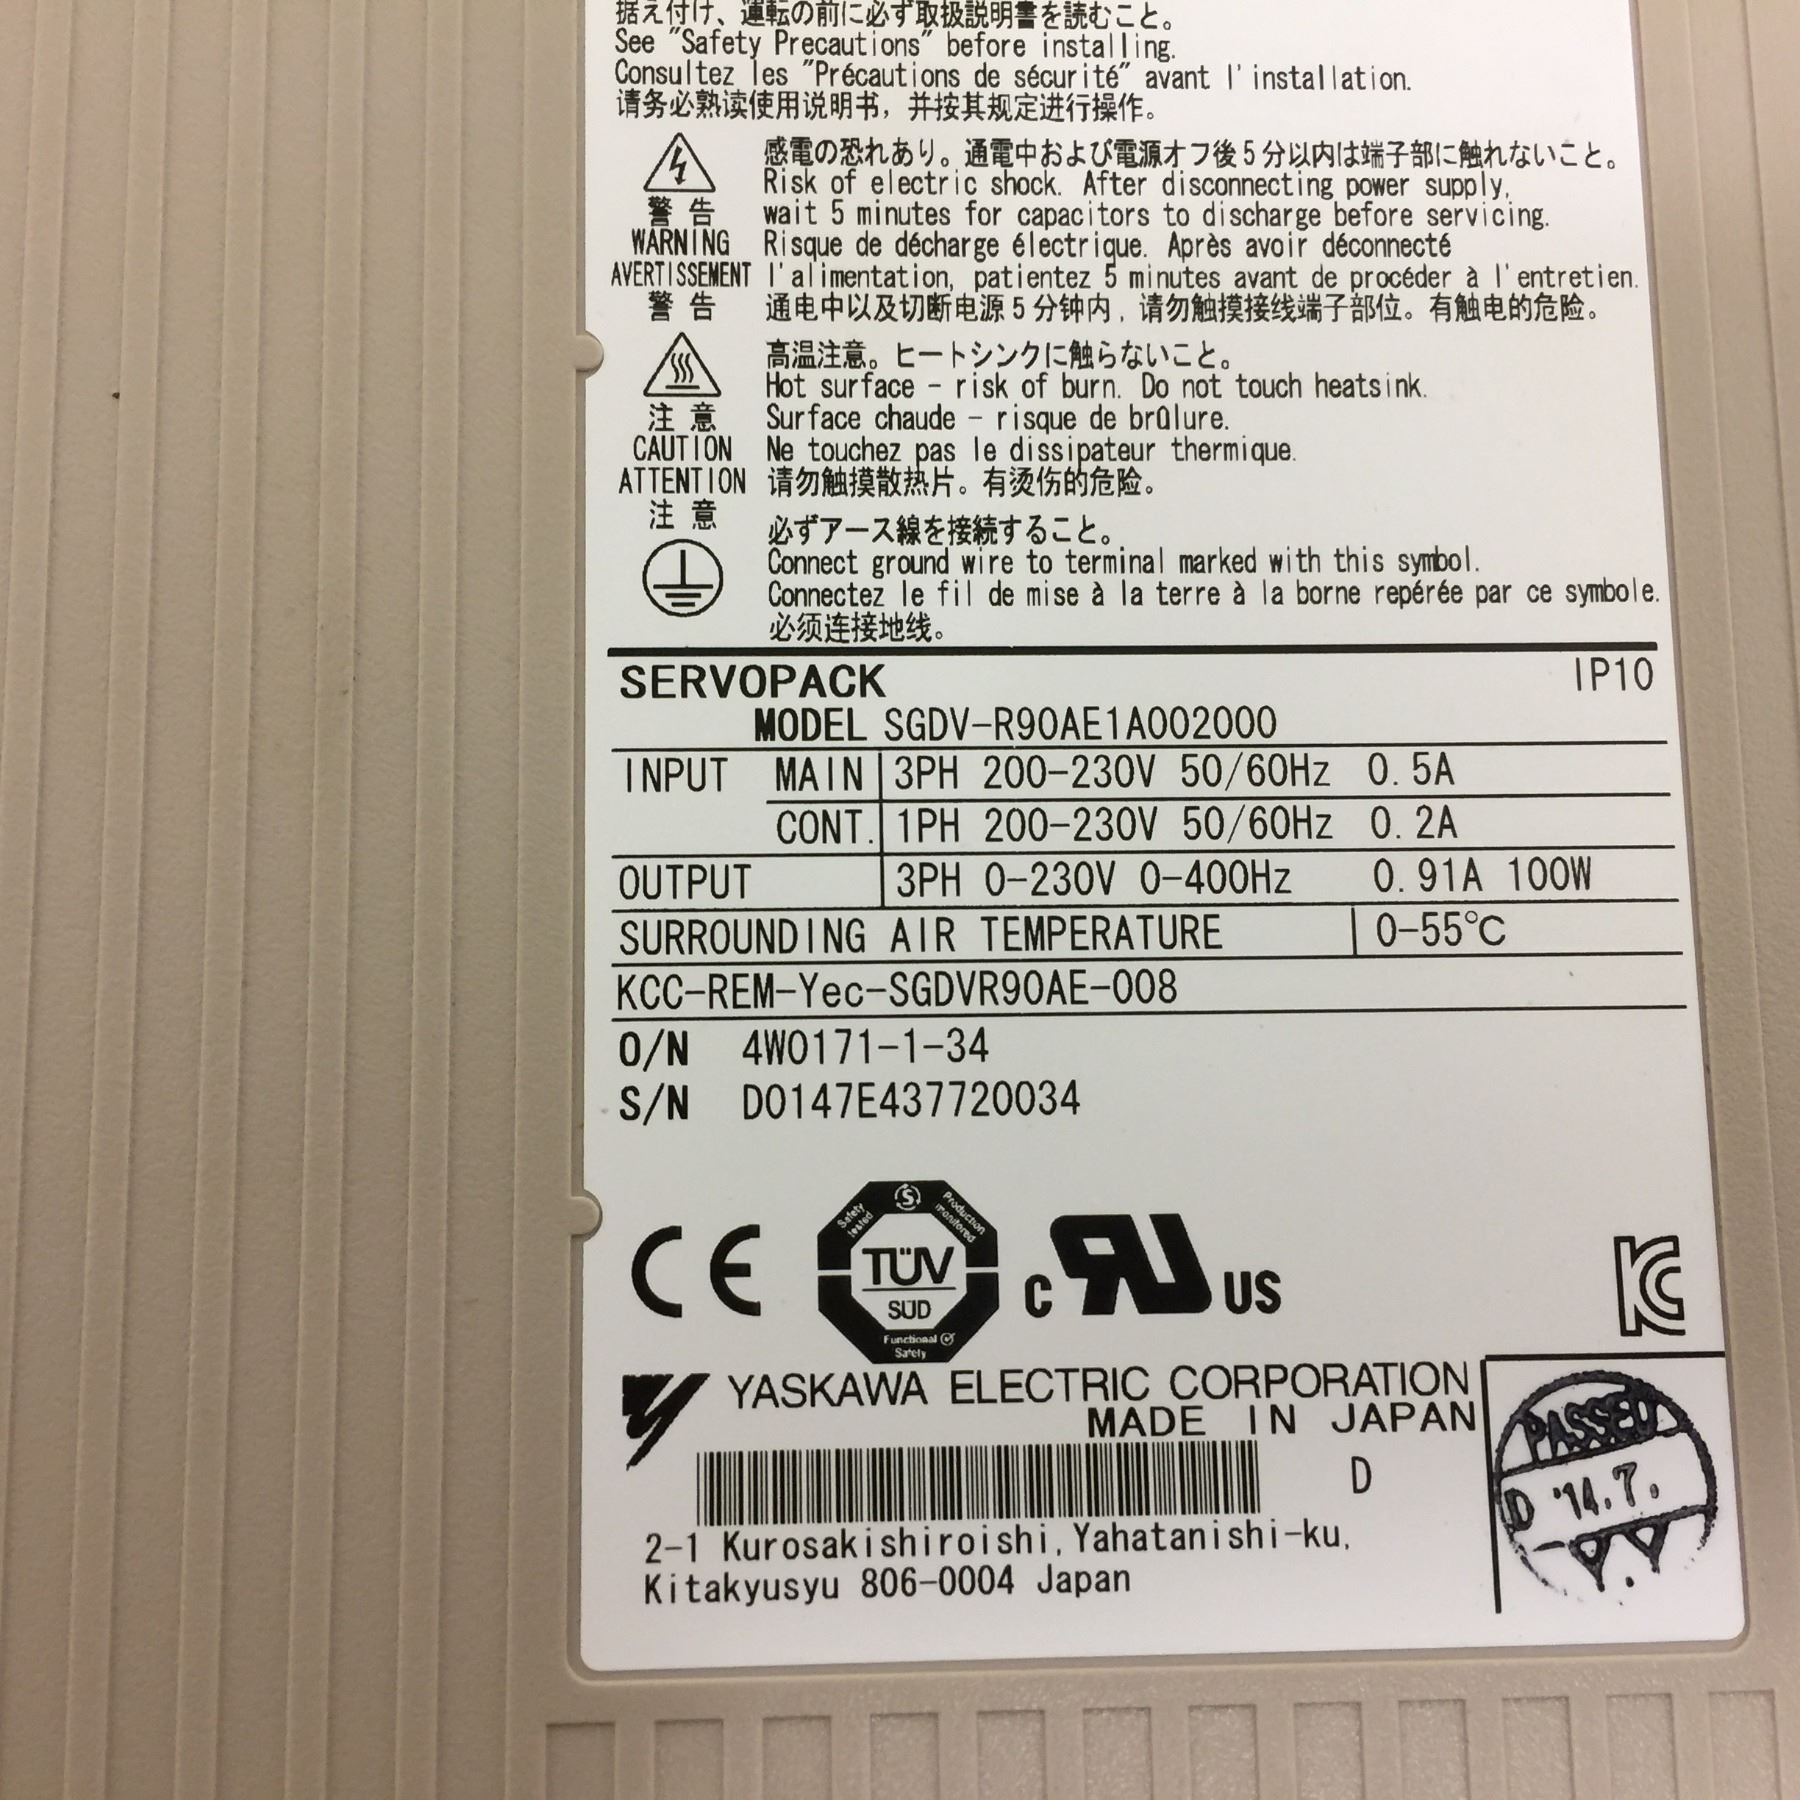 据え付け、運転の前に必ず取扱説明書を読むこと。
See "Safety Precautions" before installing.
Consultez les "Précautions de sécurité" avant l'installation.
请务必熟读使用说明书，并按其规定进行操作。
警告
WARNING
AVERTISSEMENT
警告
感電の恐れあり。通電中および電源オフ後5分以内は端子部に触れないこと。
Risk of electric shock. After disconnecting power supply,
wait 5 minutes for capacitors to discharge before servicing.
Risque de décharge électrique. Après avoir déconnecté
l'alimentation, patientez 5 minutes avant de procéder à l'entretien.
通电中以及切断电源5分钟内，请勿触摸接线端子部位。有触电的危险。
注意
CAUTION
ATTENTION
注意
高温注意。ヒートシンクに触らないこと。
Hot surface - risk of burn. Do not touch heatsink.
Surface chaude - risque de brûlure.
Ne touchez pas le dissipateur thermique.
请勿触摸散热片。有烫伤的危险。
必ずアース線を接続すること。
Connect ground wire to terminal marked with this symbol.
Connectez le fil de mise à la terre à la borne repérée par ce symbole.
必须连接地线。
SERVOPACK IP10
MODEL SGDV-R90AE1A002000
INPUT MAIN 3PH 200-230V 50/60Hz 0.5A
CONT. 1PH 200-230V 50/60Hz 0.2A
OUTPUT 3PH 0-230V 0-400Hz 0.91A 100W
SURROUNDING AIR TEMPERATURE 0-55℃
KCC-REM-Yec-SGDVR90AE-008
O/N 4W0171-1-34
S/N D0147E437720034
CE
Safety tested
Production monitored
TÜV
SÜD
Functional
Safety
c RU US
KC
YASKAWA ELECTRIC CORPORATION
MADE IN JAPAN
D
2-1 Kurosakishiroishi, Yahatanishi-ku,
Kitakyusyu 806-0004 Japan
PASSED
D '14.7.